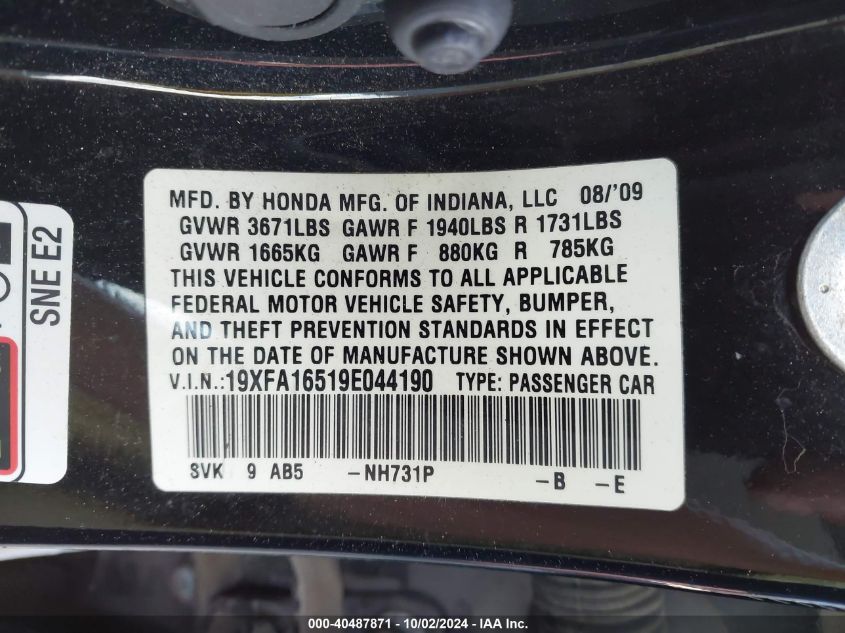 MFD. BY HONDA MFG. OF INDIANA, LLC 08/'09
GVWR 3671LBS GAWR F 1940LBS R 1731LBS
GVWR 1665KG GAWR F 880KG R 785KG
THIS VEHICLE CONFORMS TO ALL APPLICABLE
FEDERAL MOTOR VEHICLE SAFETY, BUMPER,
AND THEFT PREVENTION STANDARDS IN EFFECT
ON THE DATE OF MANUFACTURE SHOWN ABOVE.
V.I.N.:19XFA16519E044190 TYPE: PASSENGER CAR
SVK 9 AB5 -NH731P -B -E
SNE E2
000-40487871 - 10/02/2024 - IAA Inc.